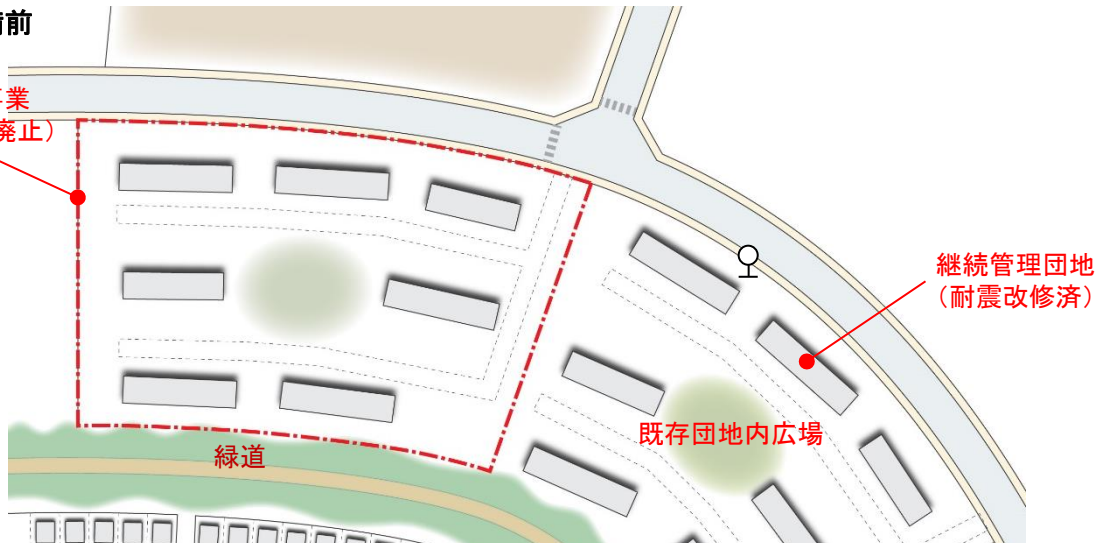 前
業
廃止）
継続管理団地
（耐震改修済）
既存団地内広場
緑道